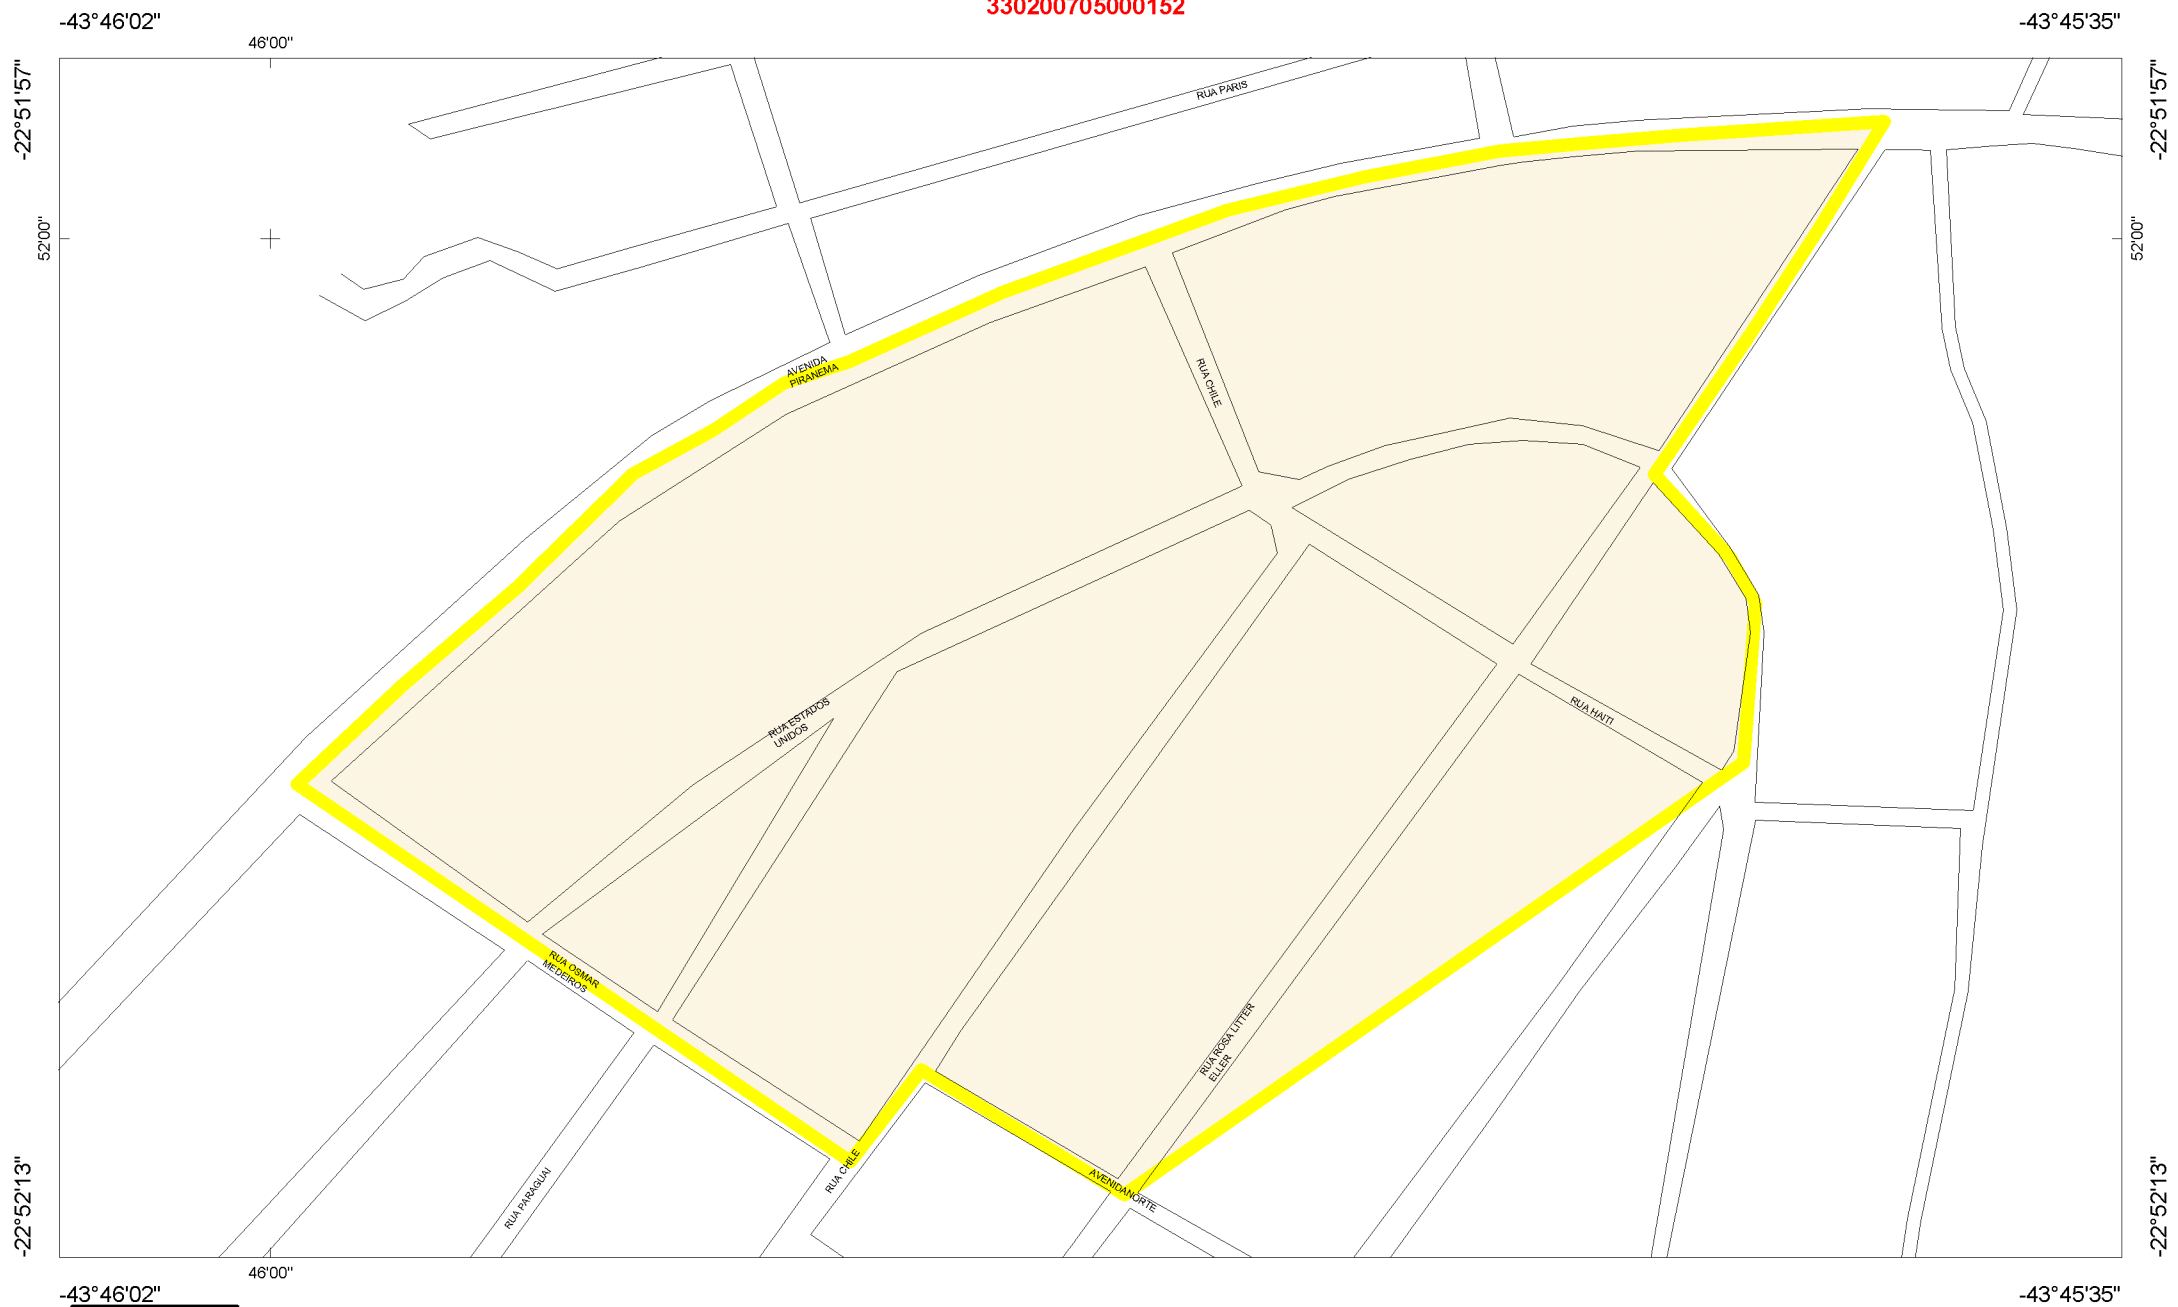 330200705000152
-43°46'02"
-43°45'35"
46'00"
-22°51'57"
-22°51'57"
RUA PARIS
52'00"
52'00"
AVENIDA
PIRANEMA
RUA CHILE
RUA ESTADOS
UNIDOS
RUA HAITI
RUA OSMAR
MEDEIROS
RUA ROSA LITTER
ELLER
RUA PARAGUAI
RUA CHILE
AVENIDANORTE
-22°52'13"
-22°52'13"
46'00"
-43°46'02"
-43°45'35"